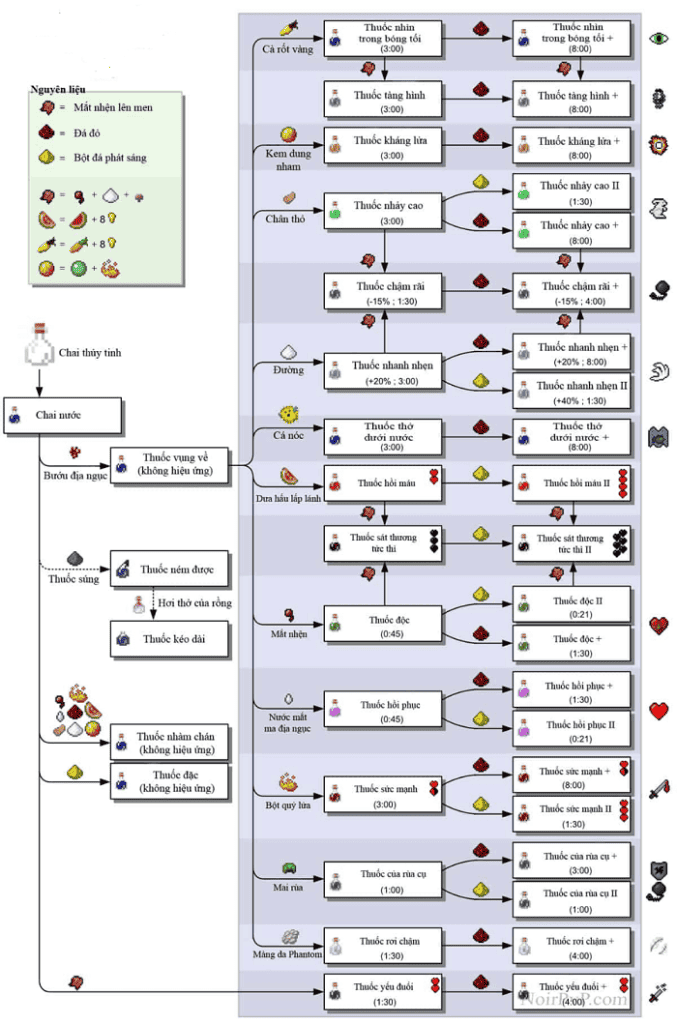 Nguyên liệu
= Mắt nhện lên men
= Đá đỏ
= Bột đá phát sáng
= + +
= + 8
= + 8
= +
Chai thủy tinh
Chai nước
Bướu địa ngục
Thuốc vụng về
(không hiệu ứng)
Thuốc súng
Thuốc ném được
Hơi thở của rồng
Thuốc kéo dài
Thuốc nhàm chán
(không hiệu ứng)
Thuốc đặc
(không hiệu ứng)
Cà rốt vàng
Thuốc nhìn
trong bóng tối
(3:00)
Thuốc nhìn
trong bóng tối +
(8:00)
Thuốc tàng hình
(3:00)
Thuốc tàng hình +
(8:00)
Kem dung
nham
Thuốc kháng lửa
(3:00)
Thuốc kháng lửa +
(8:00)
Chân thỏ
Thuốc nhảy cao
(3:00)
Thuốc nhảy cao II
(1:30)
Thuốc nhảy cao +
(8:00)
Thuốc chậm rãi
(-15% ; 1:30)
Thuốc chậm rãi +
(-15% ; 4:00)
Đường
Thuốc nhanh nhẹn
(+20% ; 3:00)
Thuốc nhanh nhẹn +
(+20% ; 8:00)
Thuốc nhanh nhẹn II
(+40% ; 1:30)
Cá nóc
Thuốc thở
dưới nước
(3:00)
Thuốc thở
dưới nước +
(8:00)
Dưa hấu lấp lánh
Thuốc hồi máu
Thuốc hồi máu II
Thuốc sát thương
tức thì
Thuốc sát thương
tức thì II
Mắt nhện
Thuốc độc
(0:45)
Thuốc độc II
(0:21)
Thuốc độc +
(1:30)
Nước mắt
ma địa ngục
Thuốc hồi phục
(0:45)
Thuốc hồi phục +
(1:30)
Thuốc hồi phục II
(0:21)
Bột quỷ lửa
Thuốc sức mạnh
(3:00)
Thuốc sức mạnh +
(8:00)
Thuốc sức mạnh II
(1:30)
Mai rùa
Thuốc của rùa cụ
(1:00)
Thuốc của rùa cụ +
(3:00)
Thuốc của rùa cụ II
(1:00)
Màng da Phantom
Thuốc rơi chậm
(1:30)
Thuốc rơi chậm +
(4:00)
Thuốc yếu đuối
(1:30)
Thuốc yếu đuối +
(4:00)
NoirPvP.com